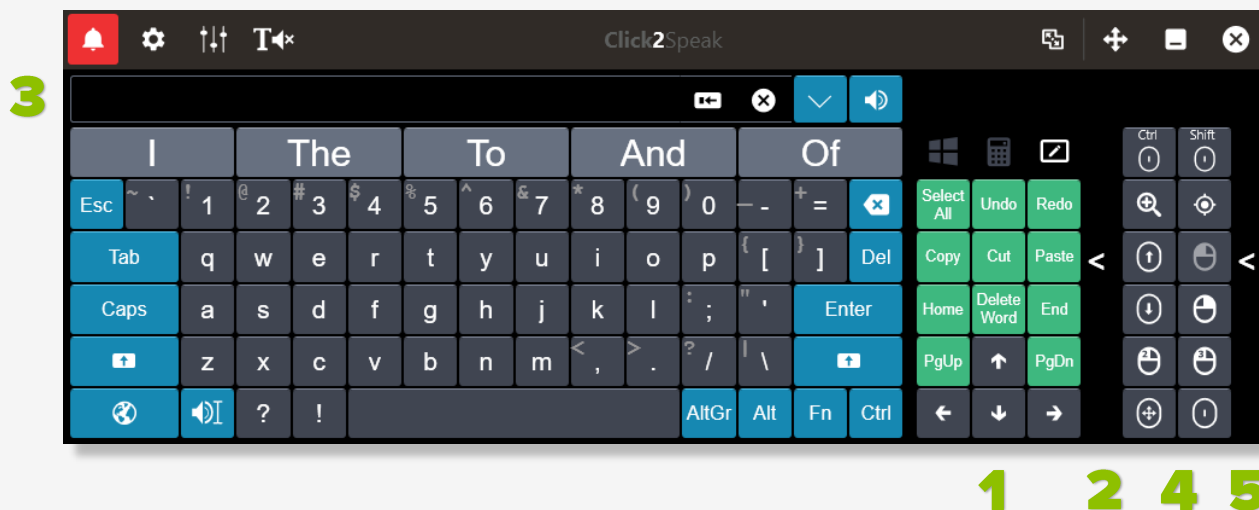 T Click2Speak
3
I The To And Of
Ctrl Shift
Esc ~ ` ! 1 @ 2 # 3 $ 4 % 5 ^ 6 & 7 * 8 ( 9 ) 0 _ - + = Select All Undo Redo
Tab q w e r t y u i o p { [ } ] Del Copy Cut Paste < <
Caps a s d f g h j k l : ; " ' Enter Home Delete Word End
z x c v b n m < , > . ? / | \ PgUp PgDn 2 3
? ! AltGr Alt Fn Ctrl
1 2 4 5